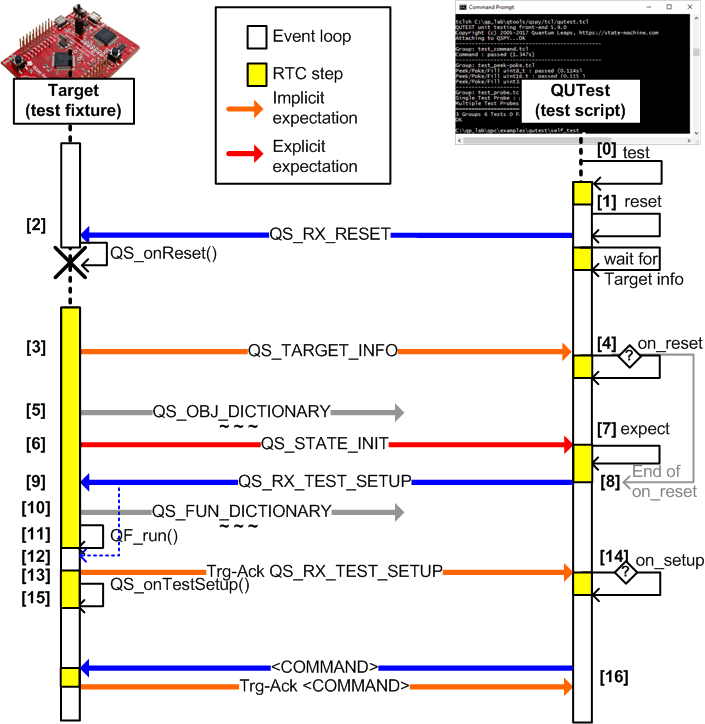 Command Prompt
tclsh C:\qp_lab\qtools\qspy\tcl\qutest.tcl
QUTEST unit testing front-end 5.9.0
Copyright (c) 2005-2017 Quantum Leaps, https://state-machine.com
Attaching to QSPY...OK
Group: test_command.tcl
Command : passed (1.347s)
Group: test_peek-poke.tcl
Peek/Poke/Fill uint8_t : passed
Peek/Poke/Fill uint16_t : passed
Peek/Poke/Fill
Group: test_probe.tc
Single Test Probe :
Multiple Test Probes
1 Groups 6 Tests 0 F
OK
C:\qp_lab\qpc\examples\qutest\self_test
Target
(test fixture)
Event loop
RTC step
Implicit
expectation
Explicit
expectation
QUTest
(test script)
[0] test
[1] reset
[2]
QS_RX_RESET
QS_onReset()
wait for
Target info
[3]
QS_TARGET_INFO
[4] on_reset
?
[5]
QS_OBJ_DICTIONARY
~ ~ ~
[6]
QS_STATE_INIT
[7] expect
[9]
QS_RX_TEST_SETUP
[8]
End of
on_reset
[10]
QS_FUN_DICTIONARY
~ ~ ~
[11]
QF_run()
[12]
[13]
Trg-Ack QS_RX_TEST_SETUP
[14] on_setup
?
QS_onTestSetup()
[15]
<COMMAND>
[16]
Trg-Ack <COMMAND>